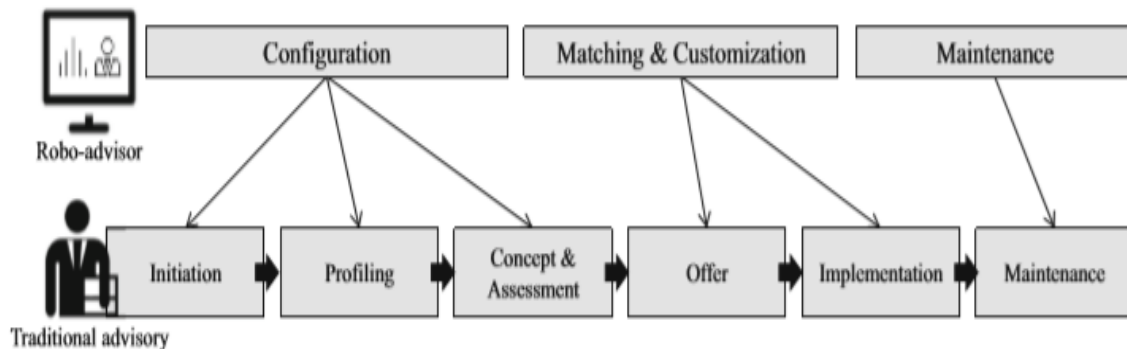 Configuration
Matching & Customization
Maintenance
Robo-advisor
Initiation
Profiling
Concept &
Assessment
Offer
Implementation
Maintenance
Traditional advisory